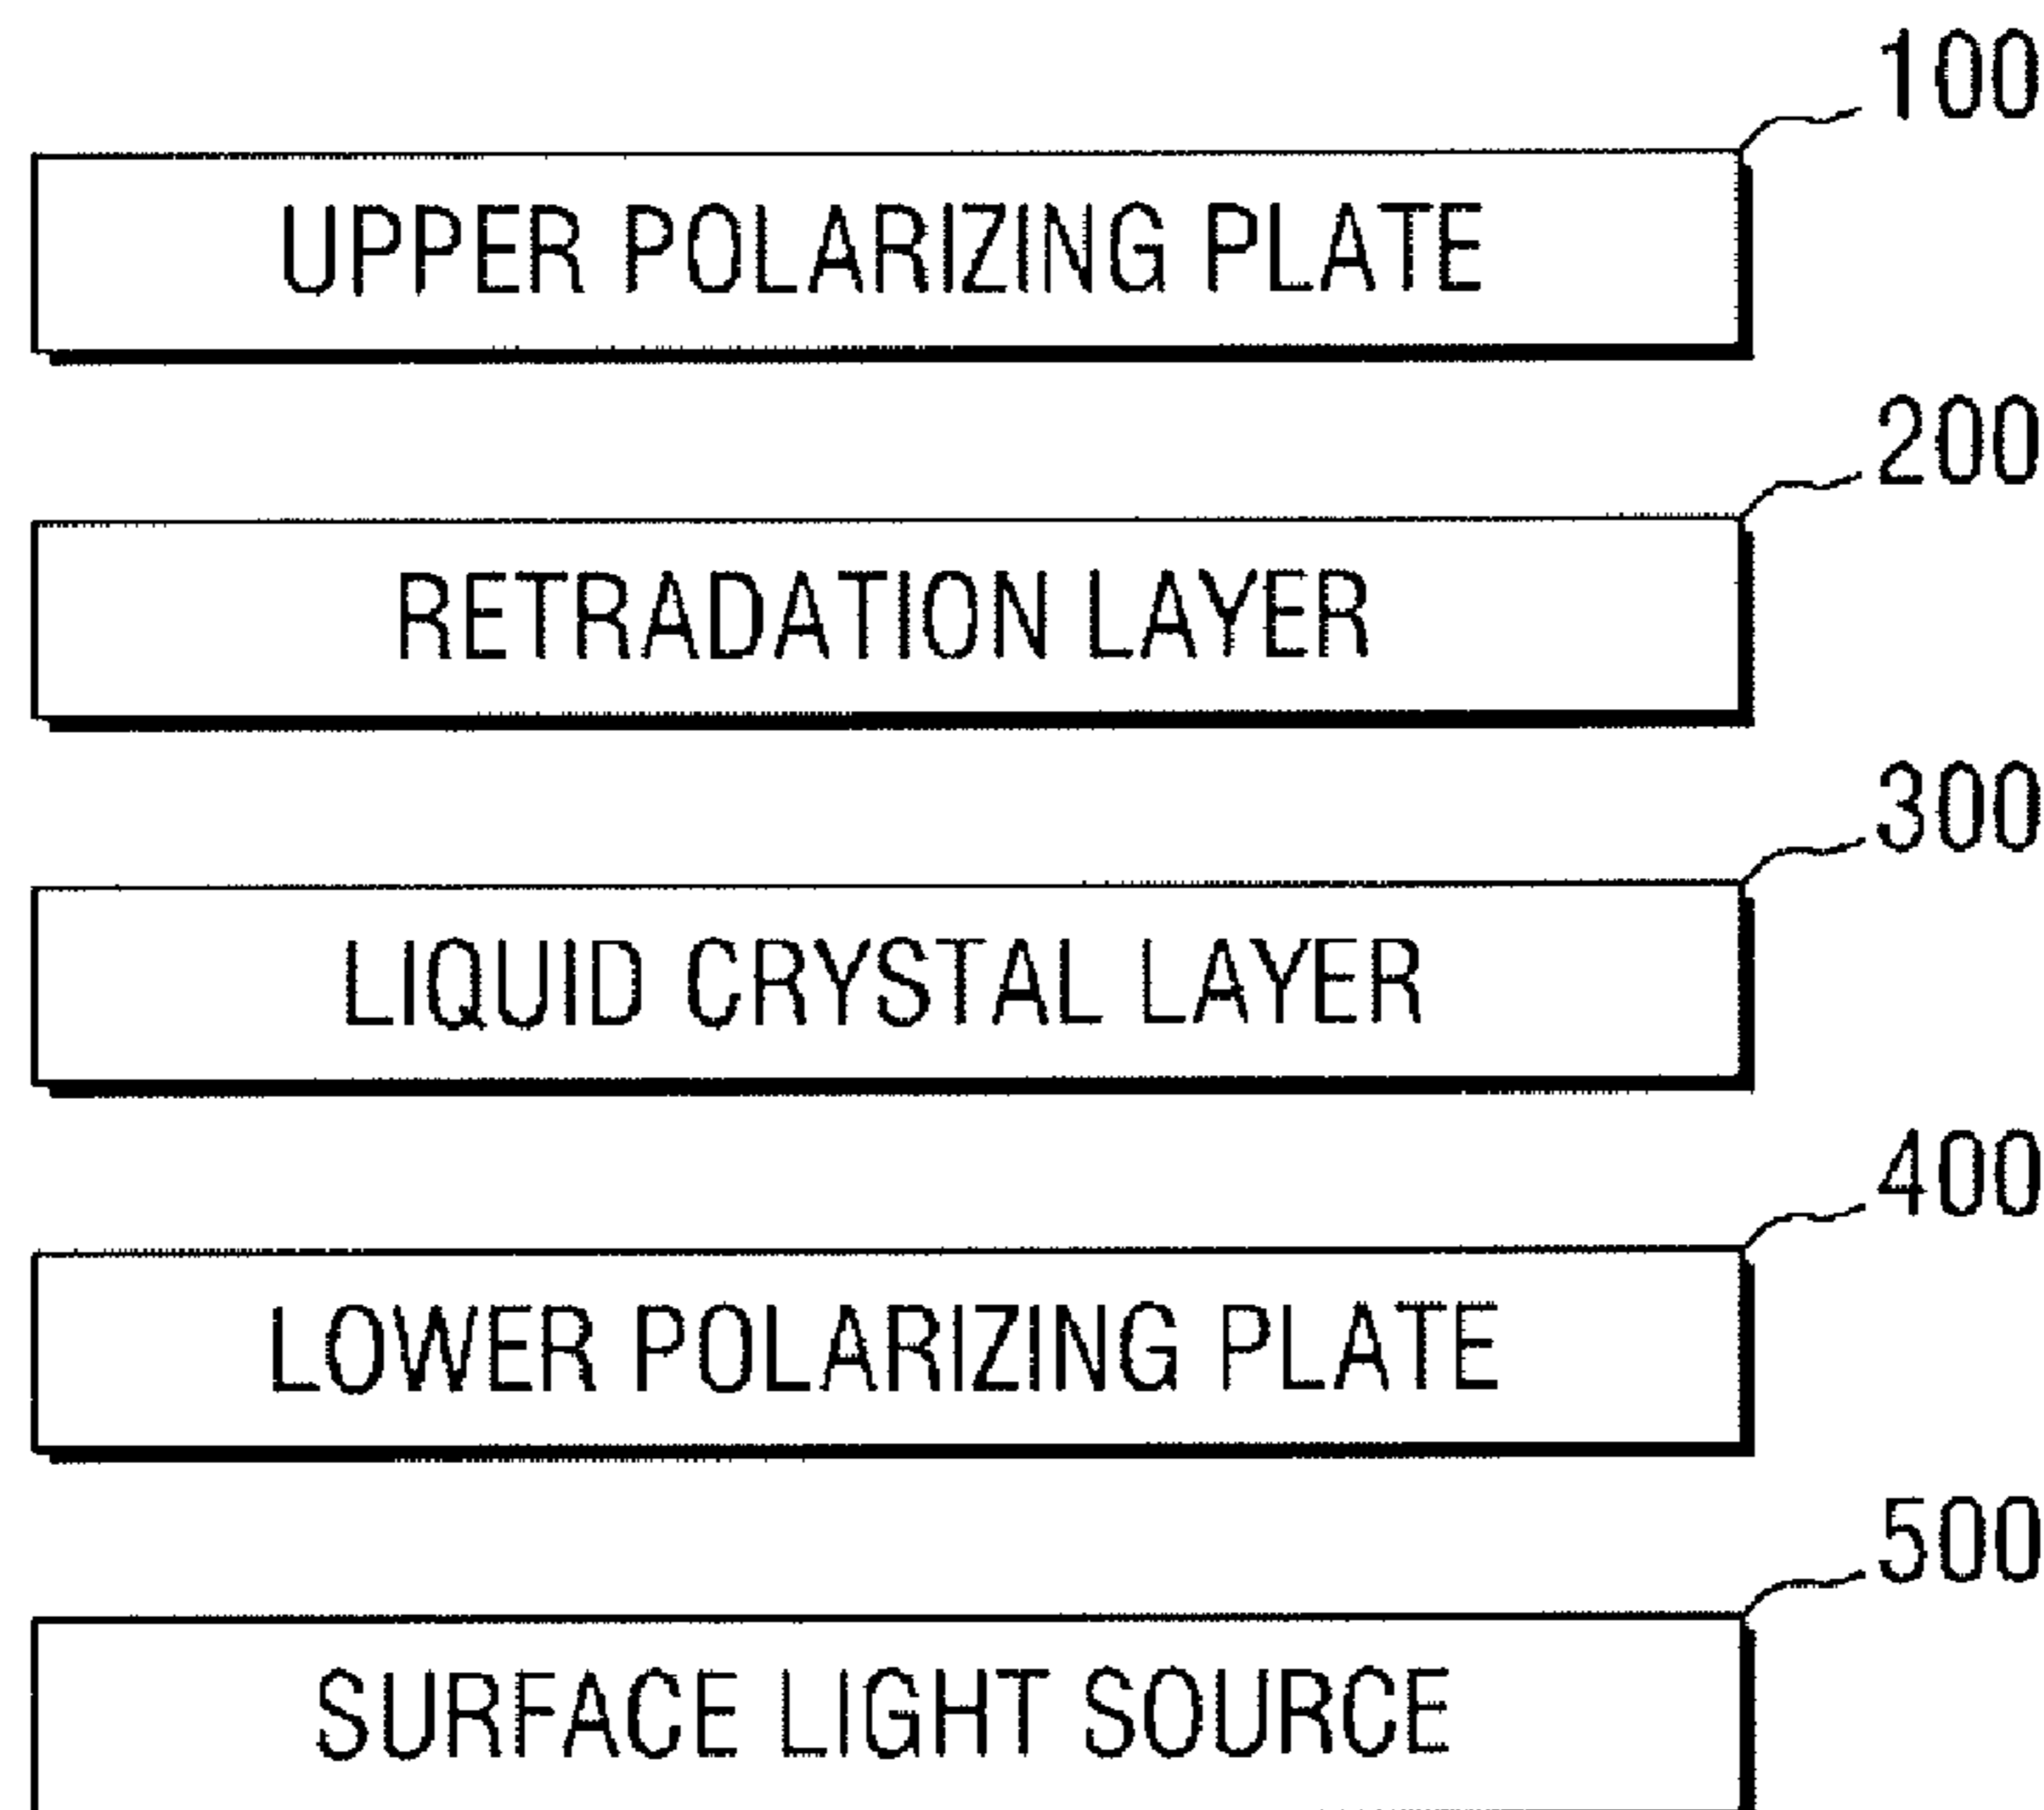 100
UPPER POLARIZING PLATE
200
RETRADATION LAYER
300
LIQUID CRYSTAL LAYER
400
LOWER POLARIZING PLATE
500
SURFACE LIGHT SOURCE